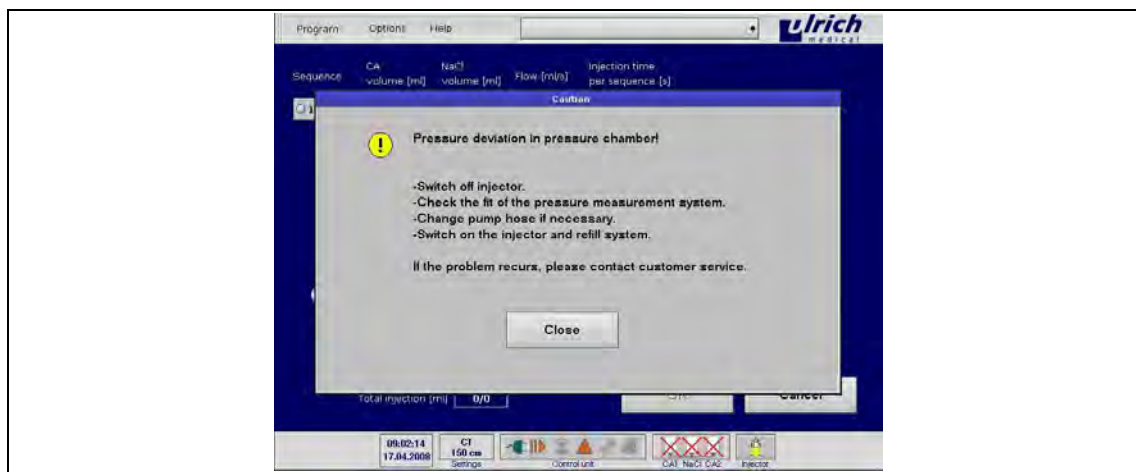 Program Options Help
ulrich
medical
CA NaCl Injection time
Sequence volume [ml] volume [ml] Flow [ml/s] per sequence [s]
Caution
1
Pressure deviation in pressure chamber!
-Switch off injector.
-Check the fit of the pressure measurement system.
-Change pump hose if necessary.
-Switch on the injector and refill system.
If the problem recurs, please contact customer service.
Close
Total injection [ml] 0/0
Cancel
09:02:14 CT
17.04.2008 150 cm
Settings Control unit CA1 NaCl CA2 Injector